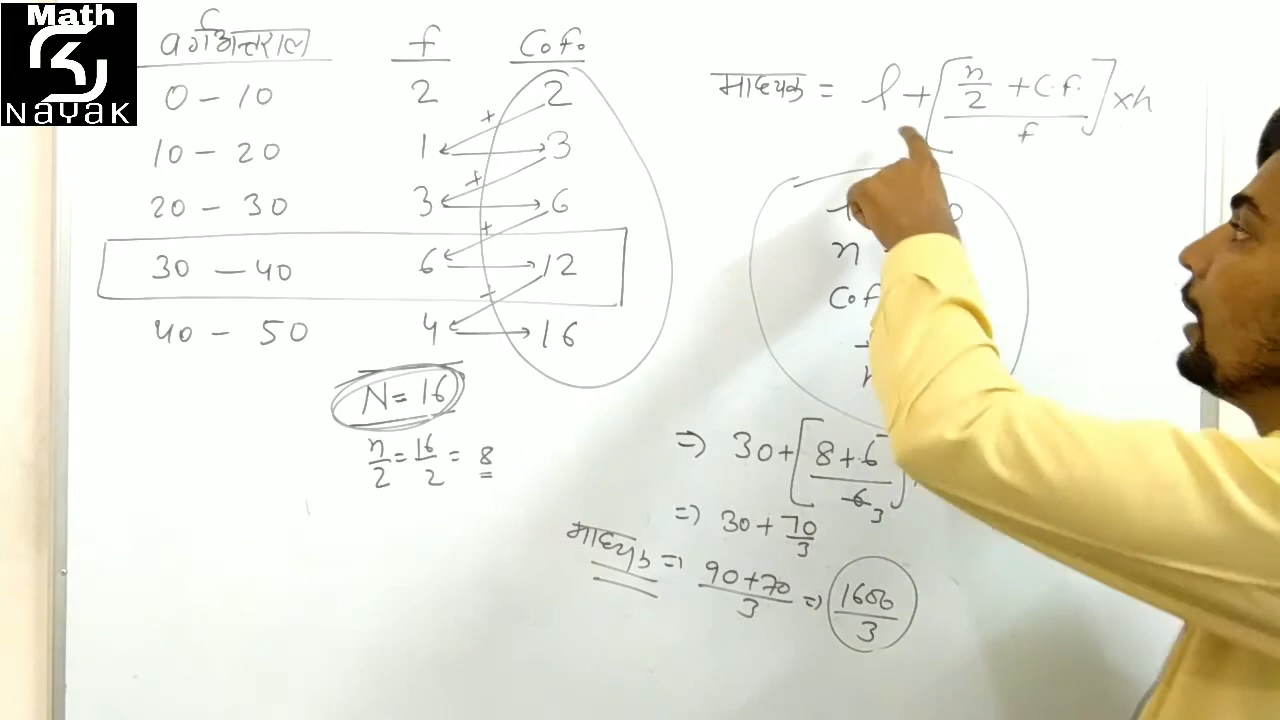 Math
NAYAK
वर्ग अन्तराल f C.f.
0 - 10 2 2
10 - 20 1 3
20 - 30 3 6
30 - 40 6 12
40 - 50 4 16
N = 16
n/2 = 16/2 = 8
माध्यक = l + [(n/2 + C.f.)/f] × h
n
C.f
⇒ 30 + [(8 + 6)/6 3]
⇒ 30 + 70/3
माध्यक ⇒ (90 + 70)/3 ⇒ 1600/3